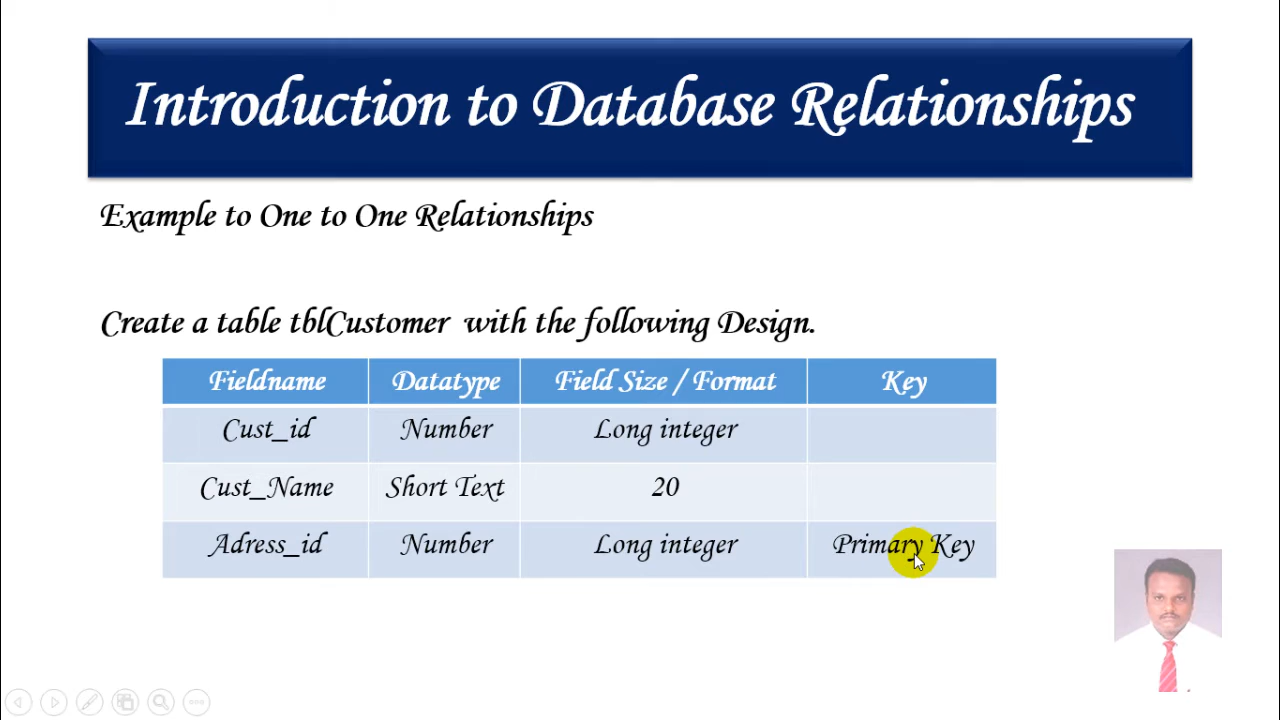 Introduction to Database Relationships
Example to One to One Relationships
Create a table tblCustomer with the following Design.
Fieldname Datatype Field Size / Format Key
Cust_id Number Long integer
Cust_Name Short Text 20
Adress_id Number Long integer Primary Key